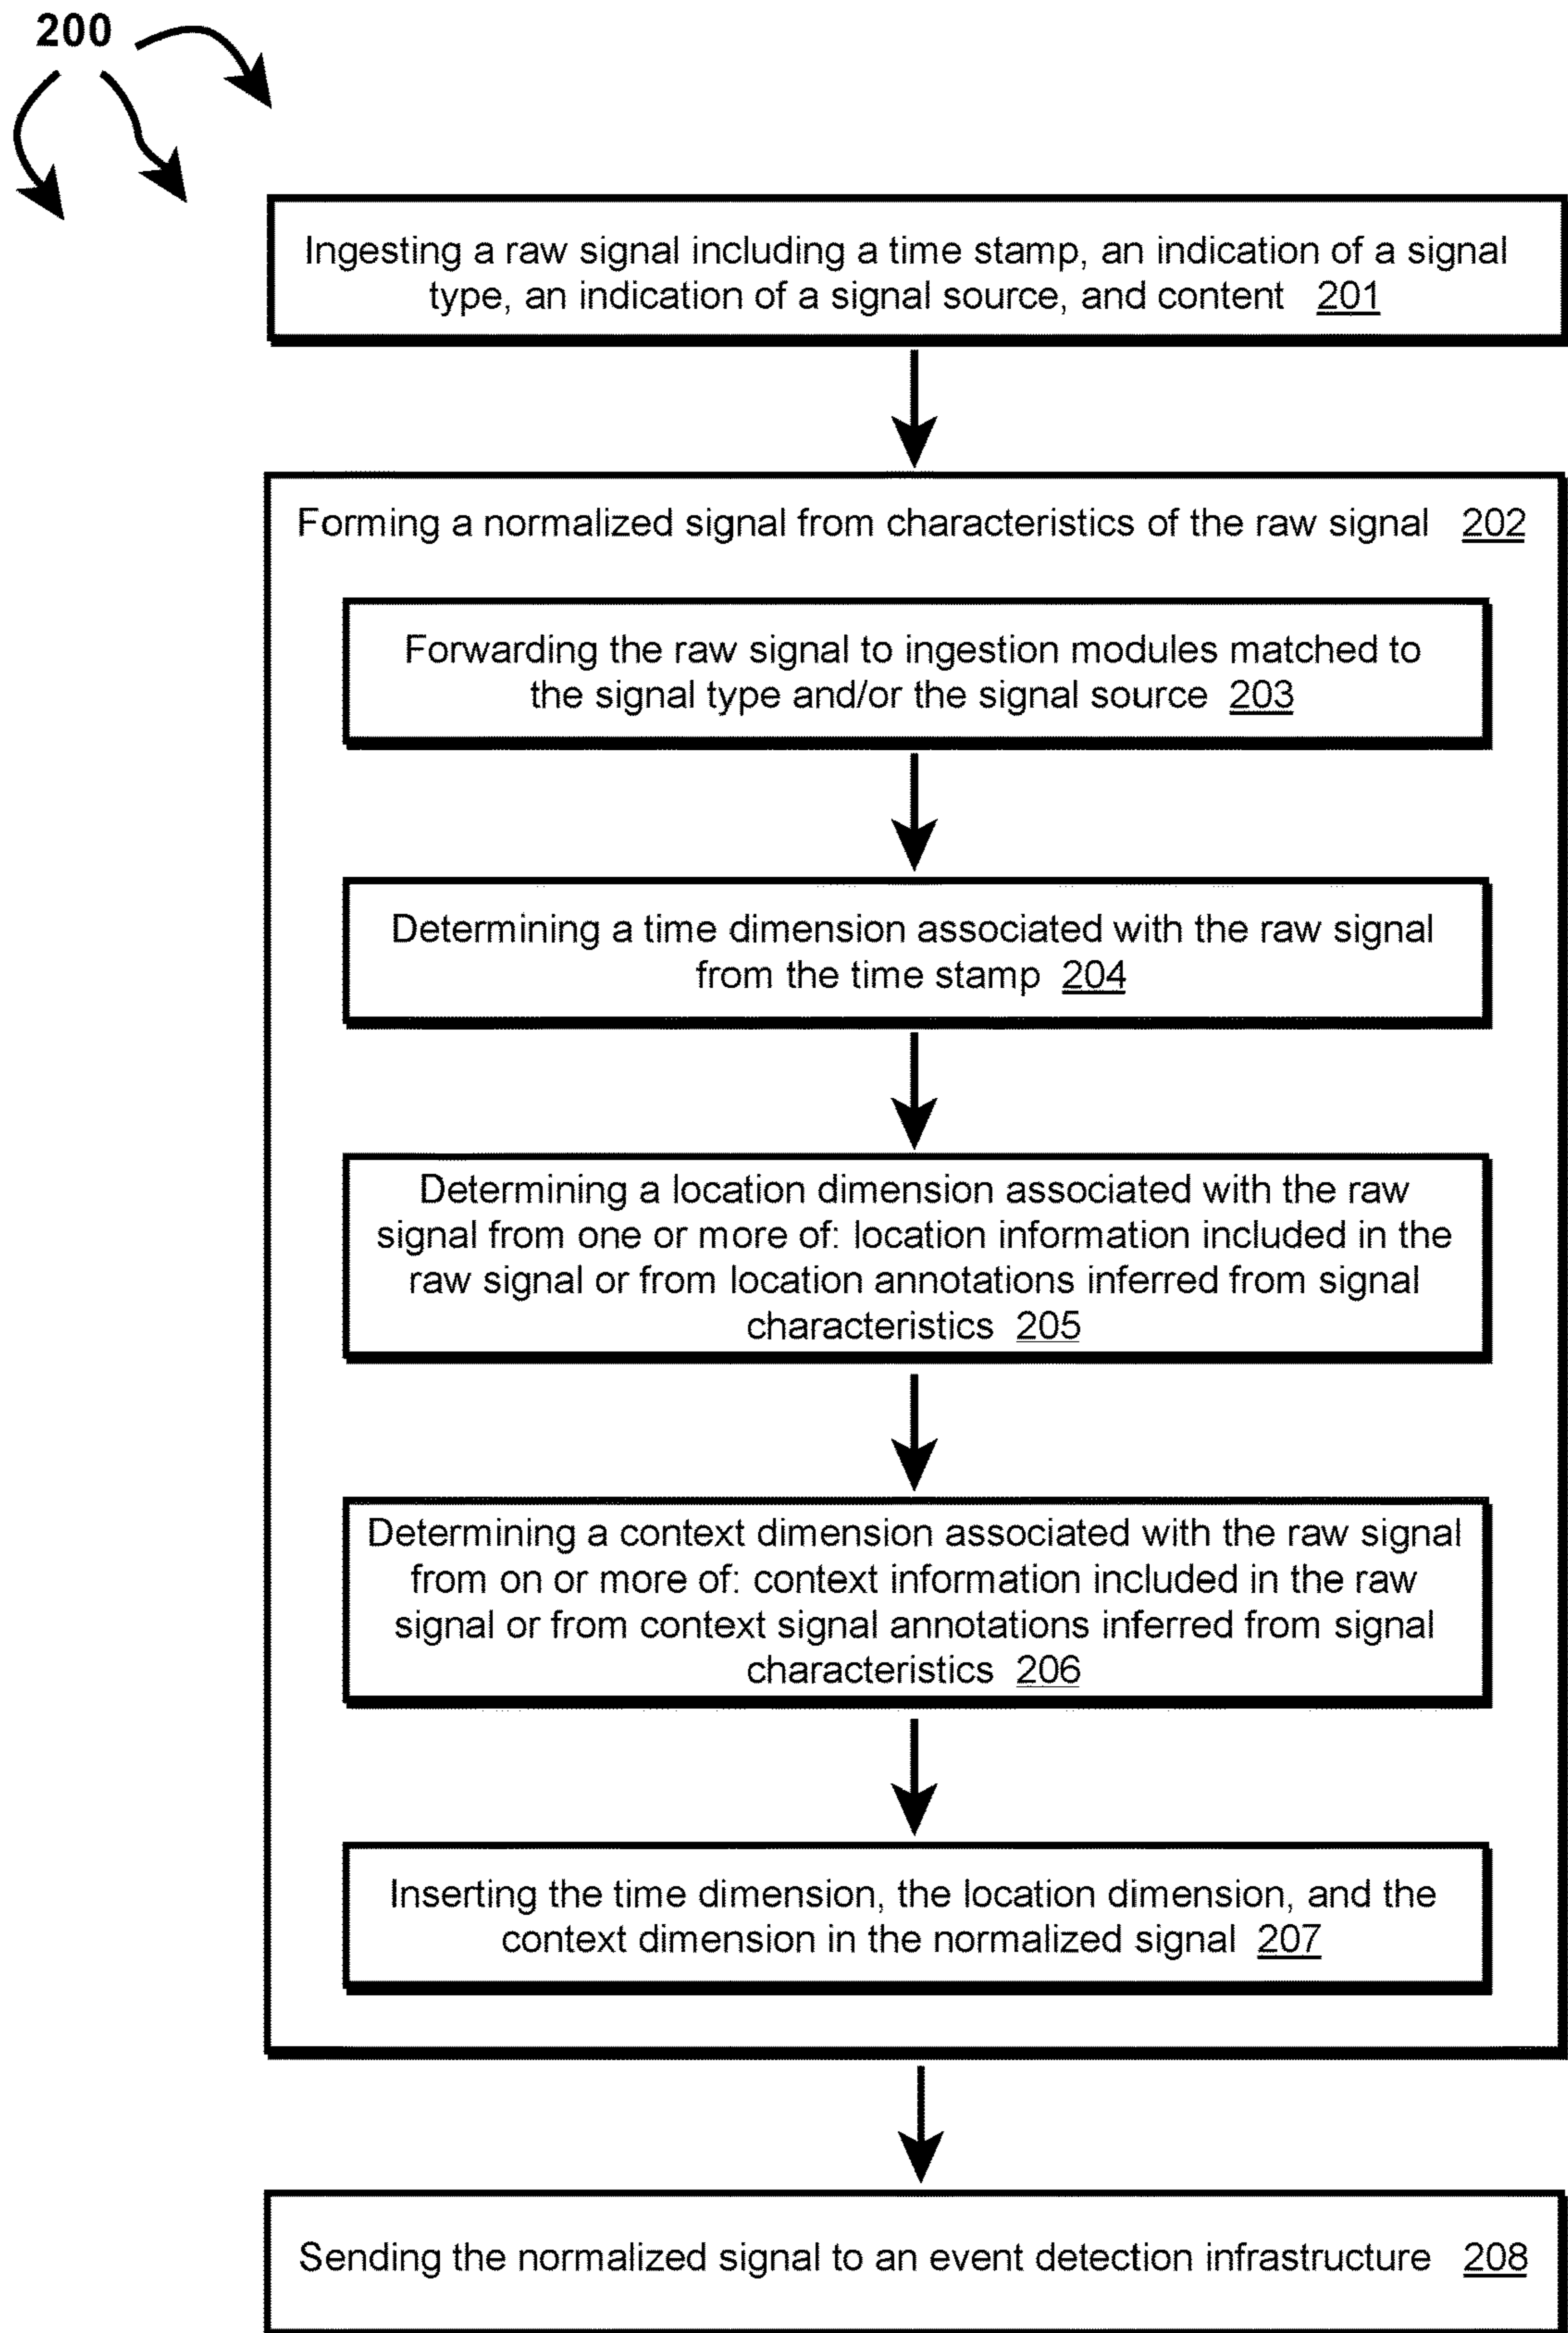 200
Ingesting a raw signal including a time stamp, an indication of a signal
type, an indication of a signal source, and content 201
Forming a normalized signal from characteristics of the raw signal 202
Forwarding the raw signal to ingestion modules matched to
the signal type and/or the signal source 203
Determining a time dimension associated with the raw signal
from the time stamp 204
Determining a location dimension associated with the raw
signal from one or more of: location information included in the
raw signal or from location annotations inferred from signal
characteristics 205
Determining a context dimension associated with the raw signal
from on or more of: context information included in the raw
signal or from context signal annotations inferred from signal
characteristics 206
Inserting the time dimension, the location dimension, and the
context dimension in the normalized signal 207
Sending the normalized signal to an event detection infrastructure 208